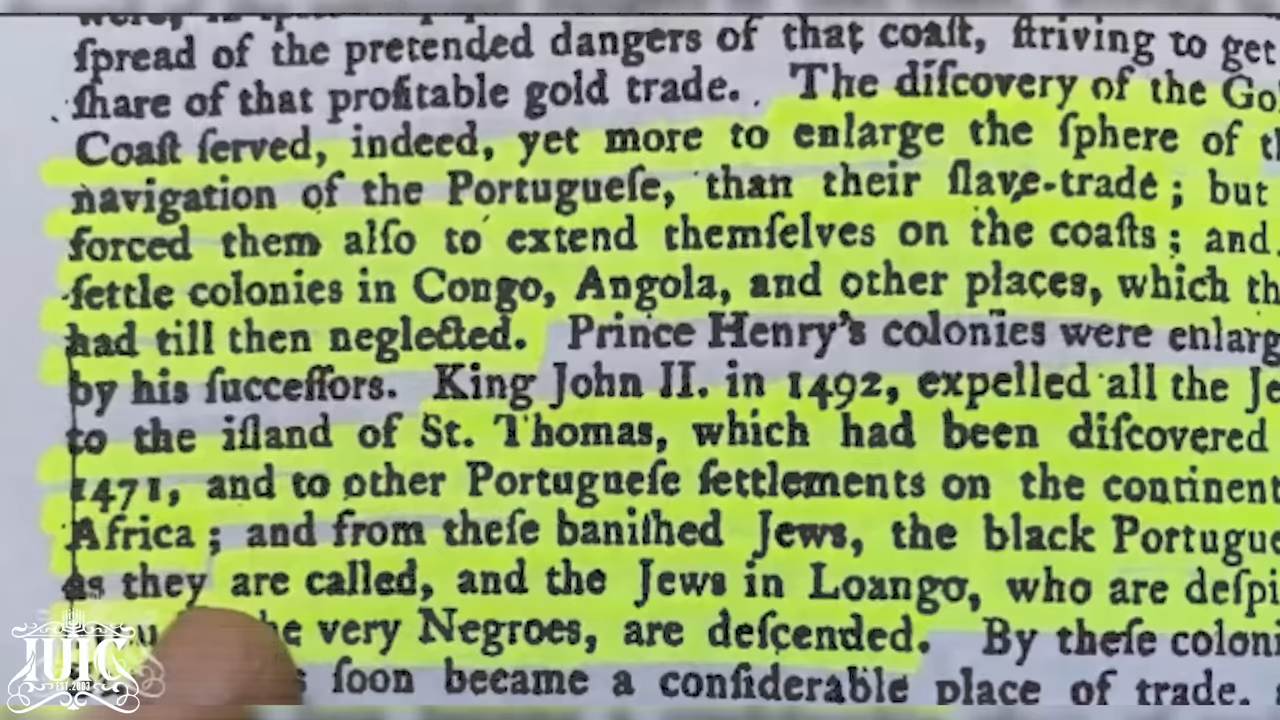 ſpread of the pretended dangers of that coaſt, ſtriving to get
ſhare of that profitable gold trade. The diſcovery of the Go
Coaſt ſerved, indeed, yet more to enlarge the ſphere of t
navigation of the Portugueſe, than their ſlave-trade; but
forced them alſo to extend themſelves on the coaſts; and
ſettle colonies in Congo, Angola, and other places, which th
had till then neglected. Prince Henry's colonies were enlarg
by his ſucceſſors. King John II. in 1492, expelled all the Je
to the iſland of St. Thomas, which had been diſcovered
1471, and to other Portugueſe ſettlements on the continent
Africa; and from theſe baniſhed Jews, the black Portugue
as they are called, and the Jews in Loango, who are deſpi
very Negroes, are deſcended. By theſe coloni
ſoon became a conſiderable place of trade.
IUIC
EST. 2003